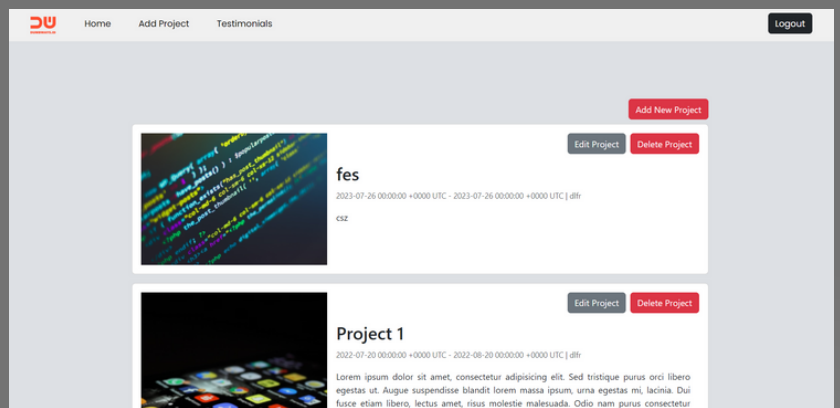 DW
Home Add Project Testimonials Logout
Add New Project
Edit Project Delete Project
fes
2023-07-26 00:00:00 +0000 UTC - 2023-07-26 00:00:00 +0000 UTC | dlfr
csz
Edit Project Delete Project
Project 1
2022-07-20 00:00:00 +0000 UTC - 2022-08-20 00:00:00 +0000 UTC | dlfr
Lorem ipsum dolor sit amet, consectetur adipisicing elit. Sed tristique purus orci libero
egestas ut. Augue suspendisse blandit lorem massa ipsum, urna egestas mi, lacinia. Dui
fusce etiam libero, lectus amet, risus molestie malesuada. Odio nam purus consectetur